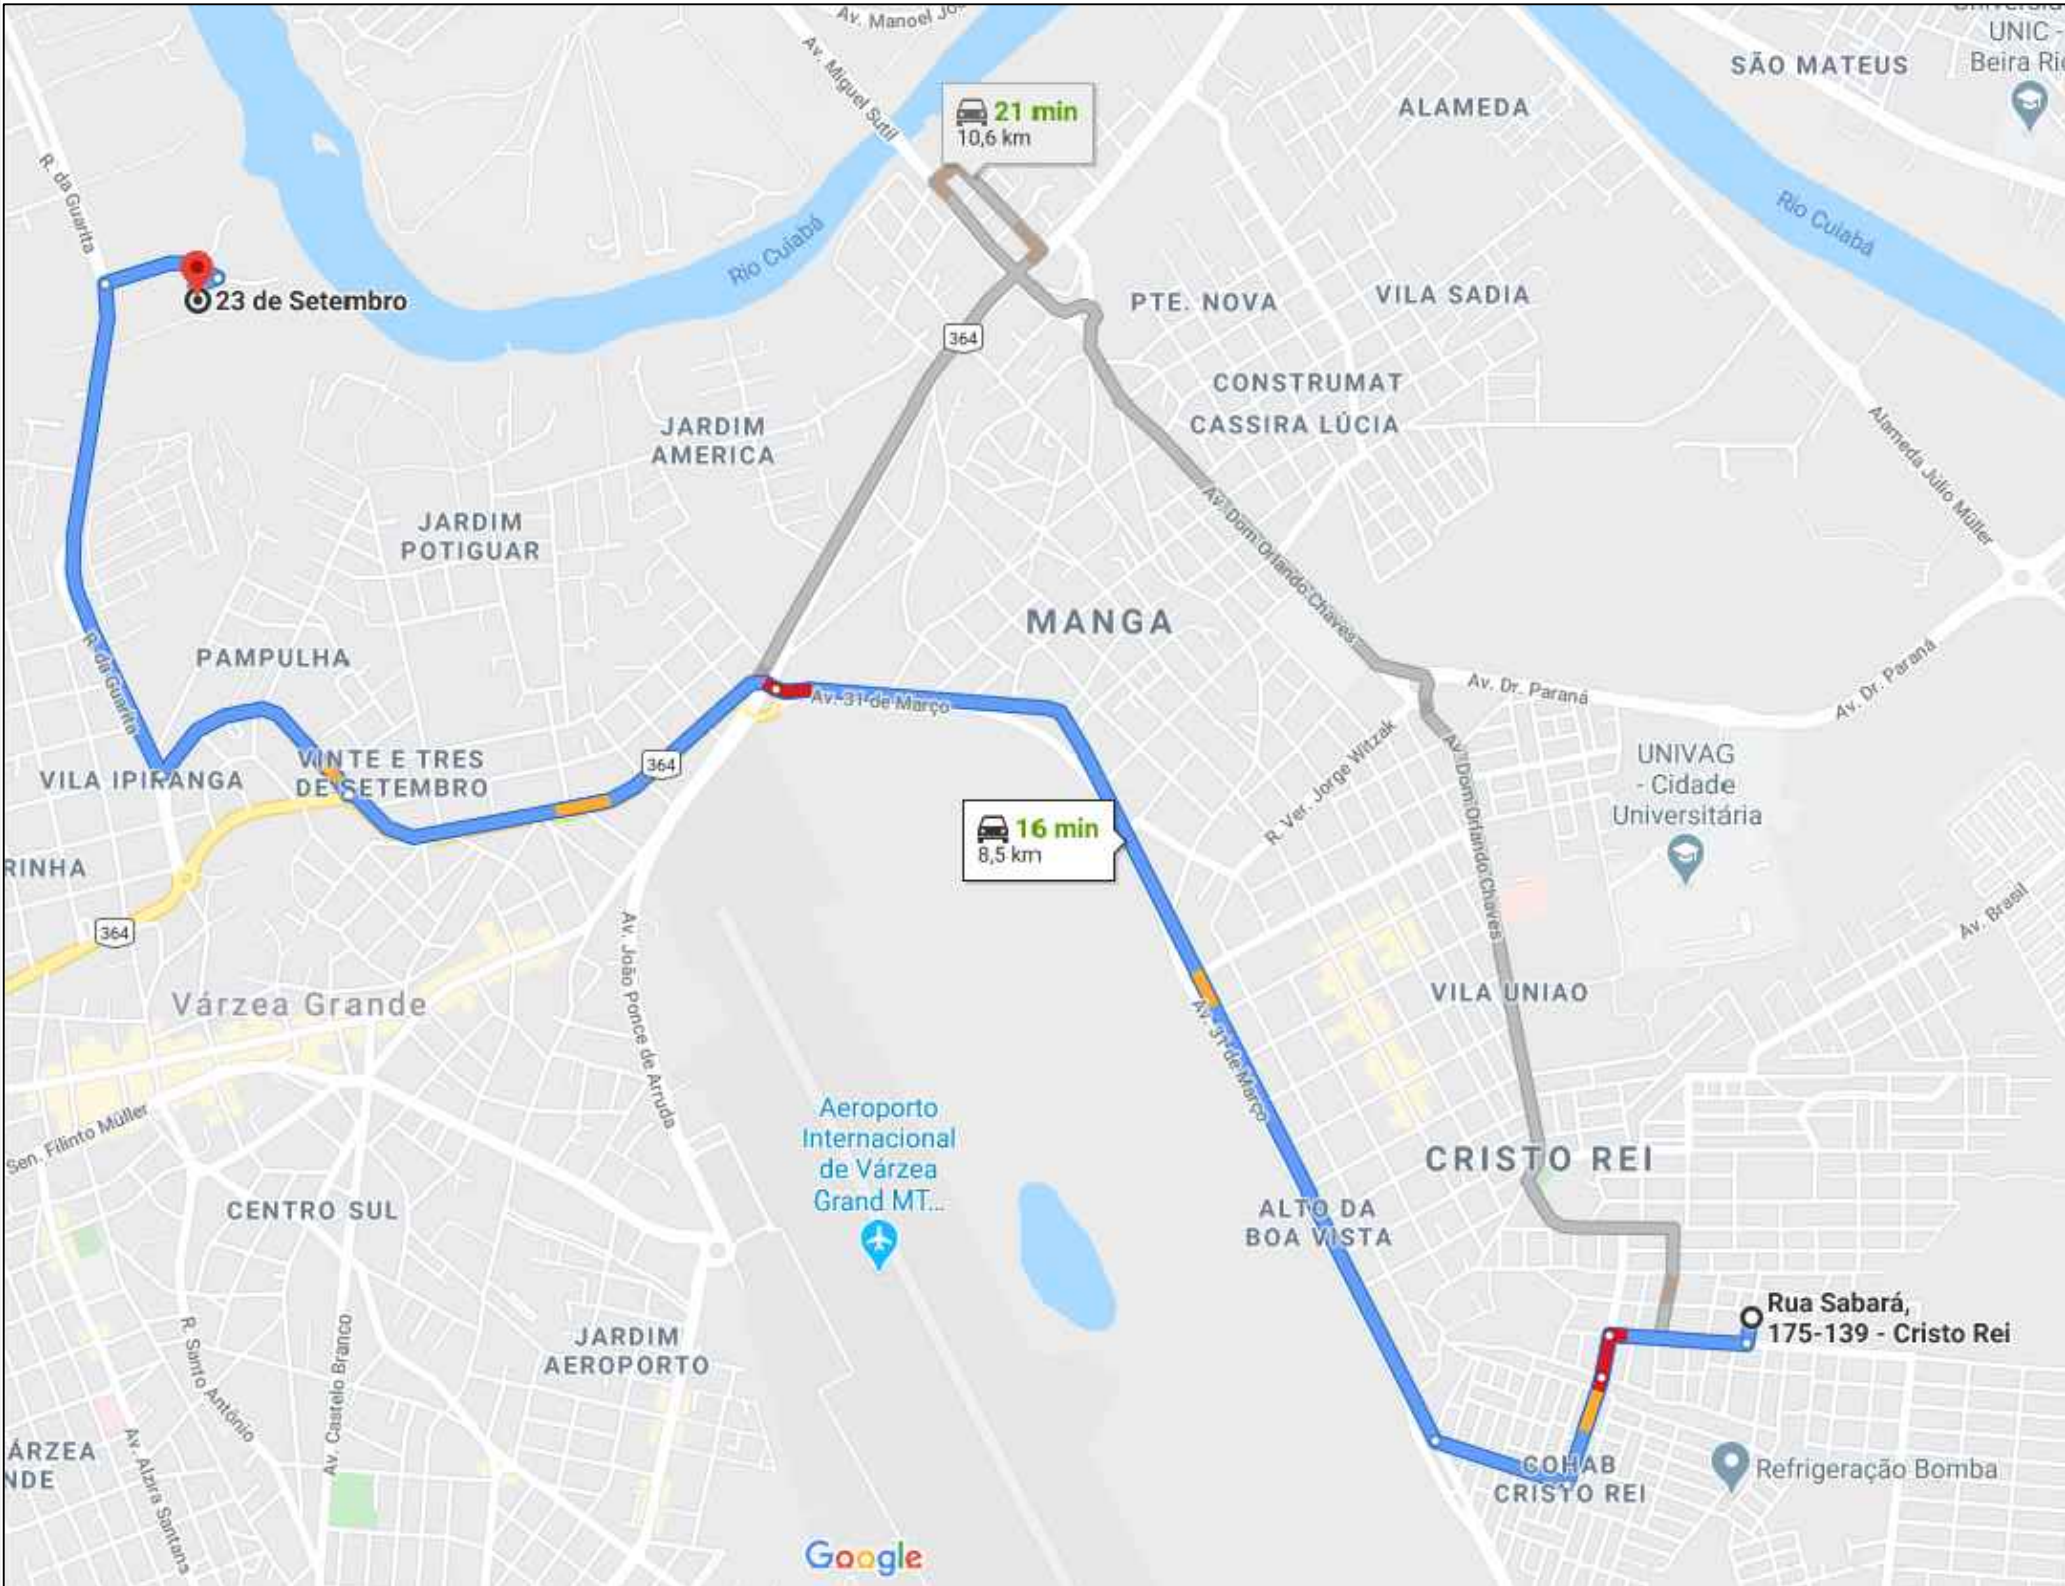 Av. Manoel
UNIC -
Beira Ri
SÃO MATEUS
Av. Miguel Sutil
21 min
10,6 km
ALAMEDA
R. da Guarita
Rio Cuiabá
Rio Cuiabá
23 de Setembro
PTE. NOVA
VILA SADIA
364
CONSTRUMAT
CASSIRA LÚCIA
JARDIM
AMERICA
Alameda Júlio Müller
JARDIM
POTIGUAR
Av. Dom Orlando Chaves
MANGA
R. da Guarita
PAMPULHA
Av. 31 de Março
Av. Dr. Paraná
Av. Dr. Paraná
VILA IPIRANGA
VINTE E TRES
DE SETEMBRO
364
R. Ver. Jorge Witzak
Av. Dom Orlando Chaves
UNIVAG
- Cidade
Universitária
16 min
8,5 km
RINHA
364
Av. João Ponce de Arruda
Av. Brasil
VILA UNIAO
Várzea Grande
Av. 31 de Março
Aeroporto
Internacional
de Várzea
Grand MT...
Sen. Filinto Müller
CRISTO REI
CENTRO SUL
ALTO DA
BOA VISTA
Rua Sabará,
175-139 - Cristo Rei
JARDIM
AEROPORTO
R. Santo Antônio
Av. Castelo Branco
ÁRZEA
NDE
Av. Alzira Santana
COHAB
CRISTO REI
Refrigeração Bomba
Google